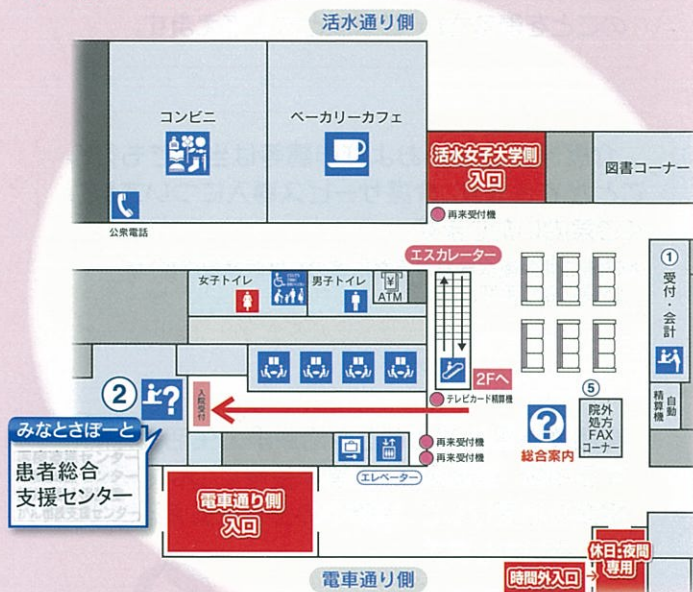 活水通り側
コンビニ
ベーカリーカフェ
公衆電話
活水女子大学側
入口
図書コーナー
再来受付機
エスカレーター
女子トイレ
男子トイレ
ATM
①
受付・会計
自動
精算機
2Fへ
テレビカード精算機
⑤
院外
処方
FAX
コーナー
総合案内
②
入院受付
みなとさぽーと
患者総合
支援センター
再来受付機
再来受付機
エレベーター
電車通り側
入口
電車通り側
時間外入口
休日・夜間
専用